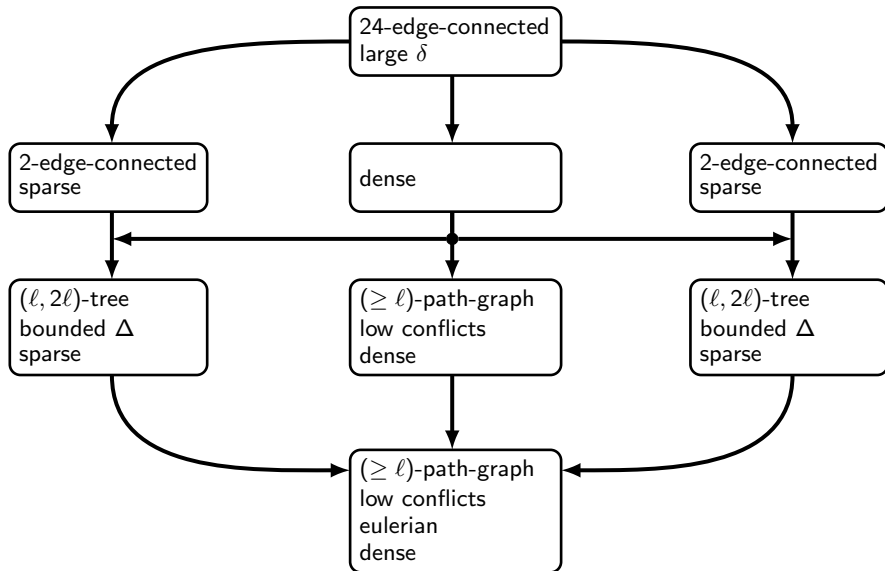 24-edge-connected
large δ
2-edge-connected
sparse
dense
2-edge-connected
sparse
(ℓ, 2ℓ)-tree
bounded Δ
sparse
(≥ ℓ)-path-graph
low conflicts
dense
(ℓ, 2ℓ)-tree
bounded Δ
sparse
(≥ ℓ)-path-graph
low conflicts
eulerian
dense